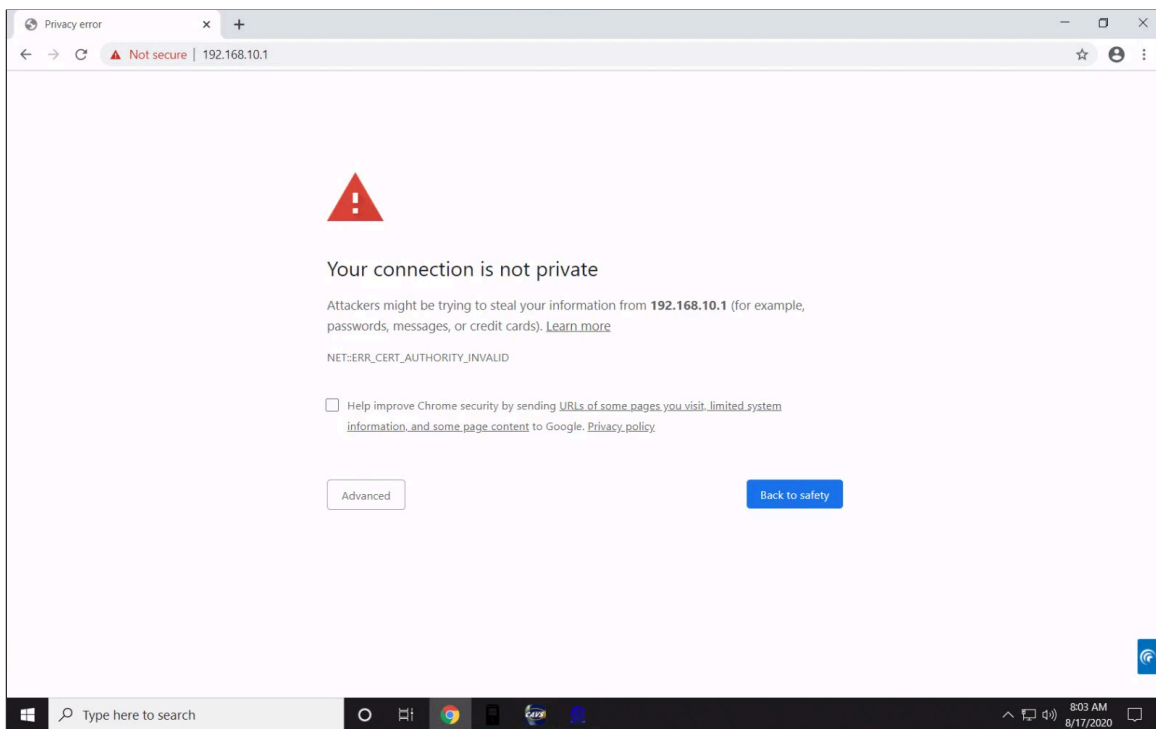 Privacy error
Not secure | 192.168.10.1
Your connection is not private
Attackers might be trying to steal your information from 192.168.10.1 (for example,
passwords, messages, or credit cards). Learn more
NET::ERR_CERT_AUTHORITY_INVALID
Help improve Chrome security by sending URLs of some pages you visit, limited system
information, and some page content to Google. Privacy policy
Advanced
Back to safety
Type here to search
CAVS
8:03 AM
8/17/2020